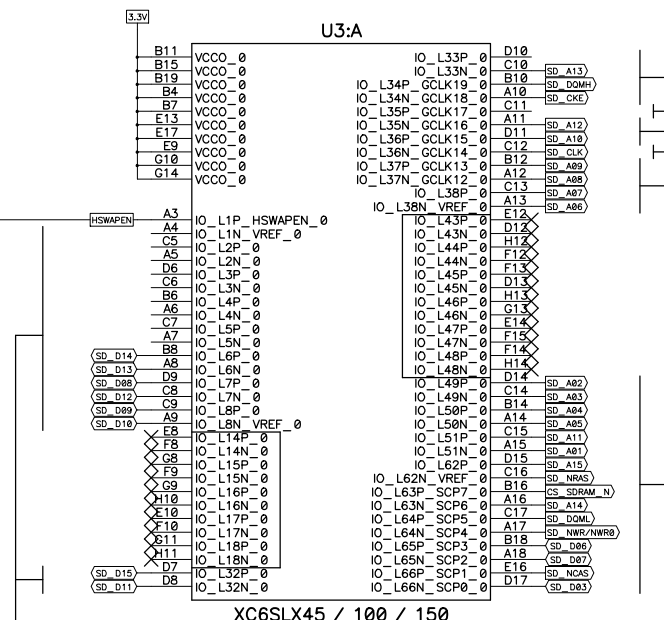 3.3V
U3:A
B11 VCCO_0
B15 VCCO_0
B19 VCCO_0
B4 VCCO_0
B7 VCCO_0
E13 VCCO_0
E17 VCCO_0
E9 VCCO_0
G10 VCCO_0
G14 VCCO_0
HSWAPEN A3 IO_L1P_HSWAPEN_0
A4 IO_L1N_VREF_0
C5 IO_L2P_0
A5 IO_L2N_0
D6 IO_L3P_0
C6 IO_L3N_0
B6 IO_L4P_0
A6 IO_L4N_0
C7 IO_L5P_0
A7 IO_L5N_0
SD_D14 B8 IO_L6P_0
SD_D13 A8 IO_L6N_0
SD_D08 D9 IO_L7P_0
SD_D12 C8 IO_L7N_0
SD_D09 C9 IO_L8P_0
SD_D10 A9 IO_L8N_VREF_0
E8 IO_L14P_0
F8 IO_L14N_0
G8 IO_L15P_0
F9 IO_L15N_0
G9 IO_L16P_0
H10 IO_L16N_0
E10 IO_L17P_0
F10 IO_L17N_0
G11 IO_L18P_0
H11 IO_L18N_0
SD_D15 D7 IO_L32P_0
SD_D11 D8 IO_L32N_0
IO_L33P_0 D10
IO_L33N_0 C10 SD_A13
IO_L34P_GCLK19_0 B10 SD_DQMH
IO_L34N_GCLK18_0 A10 SD_CKE
IO_L35P_GCLK17_0 C11
IO_L35N_GCLK16_0 A11 SD_A12
IO_L36P_GCLK15_0 D11 SD_A10
IO_L36N_GCLK14_0 C12 SD_CLK
IO_L37P_GCLK13_0 B12 SD_A09
IO_L37N_GCLK12_0 A12 SD_A08
IO_L38P_0 C13 SD_A07
IO_L38N_VREF_0 A13 SD_A06
IO_L43P_0 E12
IO_L43N_0 D12
IO_L44P_0 H12
IO_L44N_0 F12
IO_L45P_0 F13
IO_L45N_0 D13
IO_L46P_0 H13
IO_L46N_0 G13
IO_L47P_0 E14
IO_L47N_0 F15
IO_L48P_0 F14
IO_L48N_0 H14
IO_L49P_0 D14 SD_A02
IO_L49N_0 C14 SD_A03
IO_L50P_0 B14 SD_A04
IO_L50N_0 A14 SD_A05
IO_L51P_0 C15 SD_A11
IO_L51N_0 A15 SD_A01
IO_L62P_0 D15 SD_A15
IO_L62N_VREF_0 C16 SD_NRAS
IO_L63P_SCP7_0 B16 CS_SDRAM_N
IO_L63N_SCP6_0 A16 SD_A14
IO_L64P_SCP5_0 C17 SD_DQML
IO_L64N_SCP4_0 A17 SD_NWR/NWR0
IO_L65P_SCP3_0 B18 SD_D06
IO_L65N_SCP2_0 A18 SD_D07
IO_L66P_SCP1_0 E16 SD_NCAS
IO_L66N_SCP0_0 D17 SD_D03
XC6SLX45 / 100 / 150